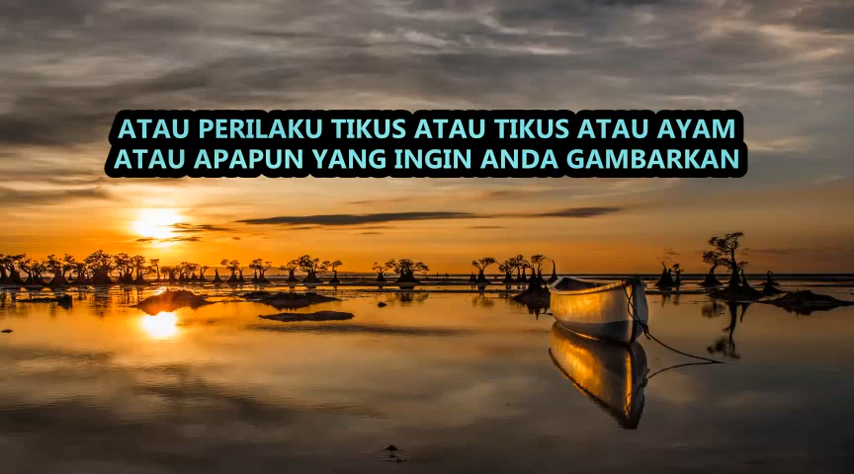 ATAU PERILAKU TIKUS ATAU TIKUS ATAU AYAM
ATAU APAPUN YANG INGIN ANDA GAMBARKAN